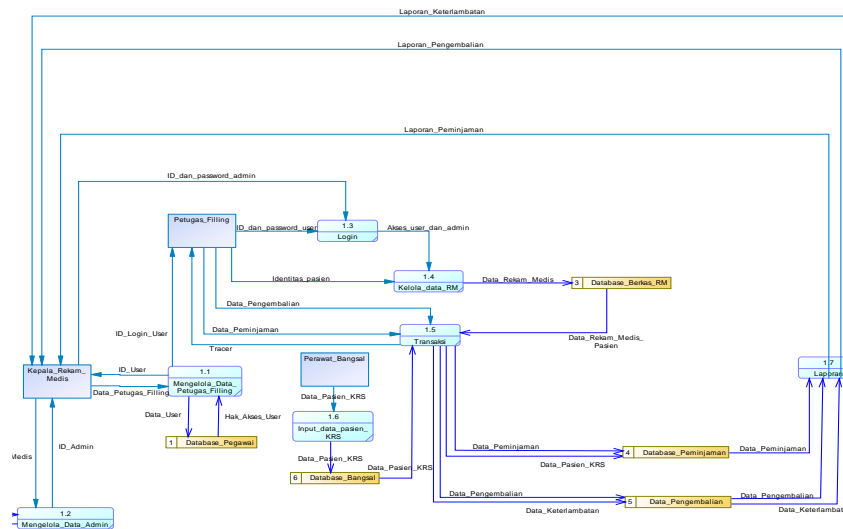 Laporan_Keterlambatan
Laporan_Pengembalian
Laporan_Peminjaman
ID_dan_password_admin
Petugas_Filling
ID_dan_password_user
1.3
Login
Akses_user_dan_admin
Identitas_pasien
1.4
Kelola_data_RM
Data_Rekam_Medis
3 Database_Berkas_RM
Data_Pengembalian
Data_Peminjaman
Tracer
1.5
Transaksi
Data_Rekam_Medis_
Pasien
ID_Login_User
Kepala_Rekam_
Medis
ID_User
Data_Petugas_Filling
1.1
Mengelola_Data_
Petugas_Filling
Perawat_Bangsal
1.7
Laporan
Data_Pasien_KRS
Data_User
Hak_Akses_User
1.6
Input_data_pasien_
KRS
1 Database_Pegawai
ID_Admin
Medis
Data_Pasien_KRS
Data_Pasien_KRS
6 Database_Bangsal
Data_Peminjaman
Data_Pasien_KRS
4 Database_Peminjaman
Data_Peminjaman
Data_Pengembalian
Data_Keterlambatan
5 Data_Pengembalian
Data_Pengembalian
Data_Keterlambat
1.2
Mengelola_Data_Admin